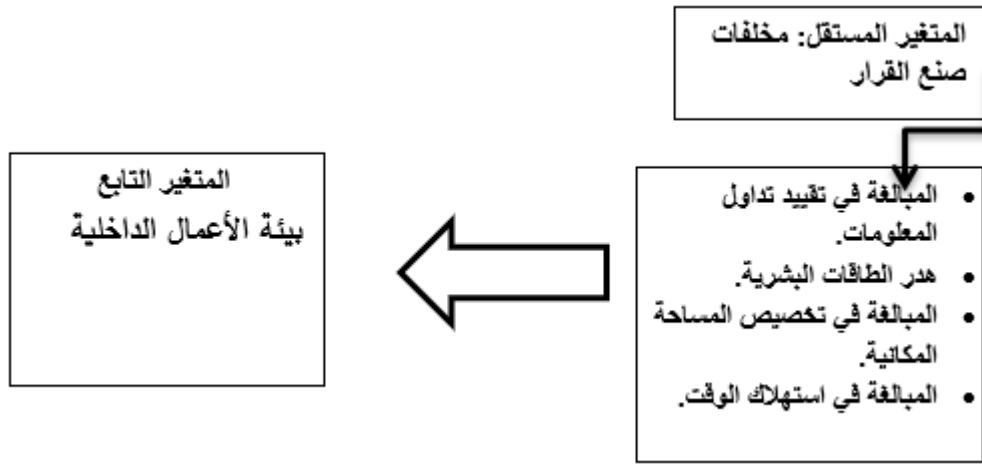 المتغير المستقل: مخلفات
صنع القرار
المتغير التابع
بيئة الأعمال الداخلية
• المبالغة في تقييد تداول
المعلومات.
• هدر الطاقات البشرية.
• المبالغة في تخصيص المساحة
المكانية.
• المبالغة في استهلاك الوقت.